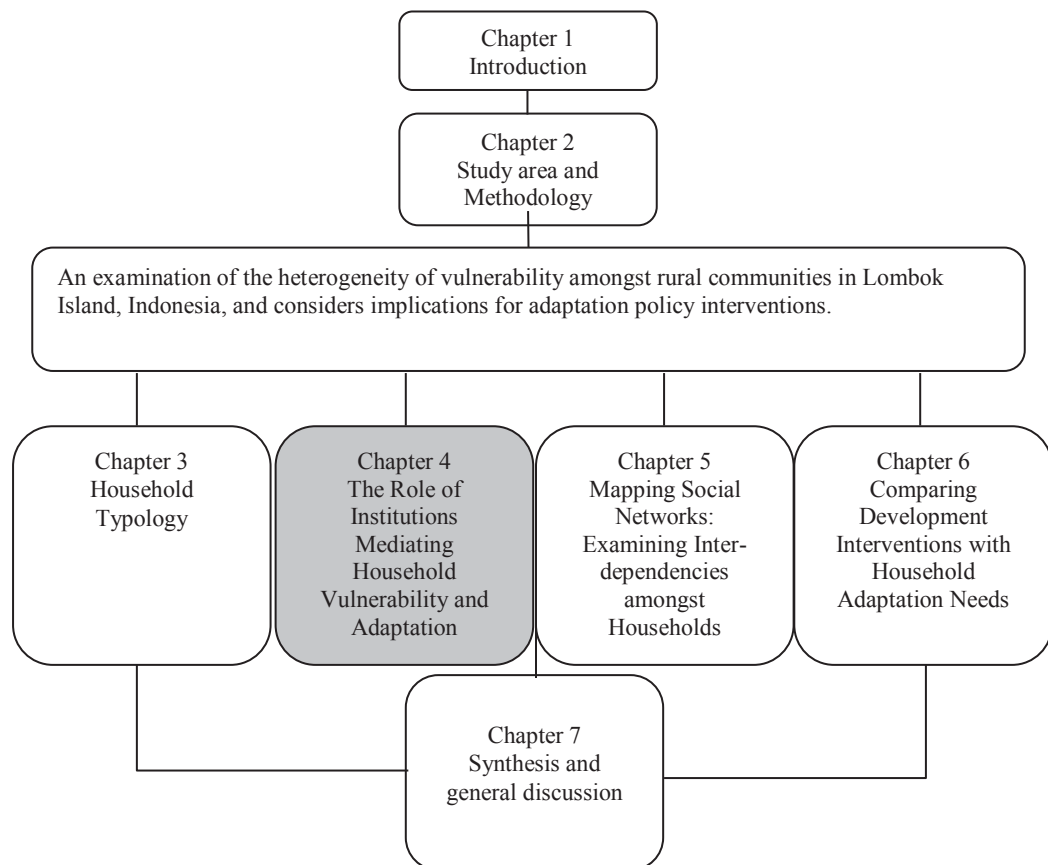 Chapter 1
Introduction
Chapter 2
Study area and
Methodology
An examination of the heterogeneity of vulnerability amongst rural communities in Lombok
Island, Indonesia, and considers implications for adaptation policy interventions.
Chapter 3
Household
Typology
Chapter 4
The Role of
Institutions
Mediating
Household
Vulnerability and
Adaptation
Chapter 5
Mapping Social
Networks:
Examining Inter-
dependencies
amongst
Households
Chapter 6
Comparing
Development
Interventions with
Household
Adaptation Needs
Chapter 7
Synthesis and
general discussion